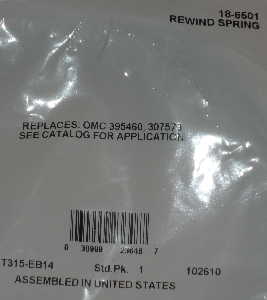 18-6601
REWIND SPRING
REPLACES: OMC 395460, 307573
SEE CATALOG FOR APPLICATION
T315-EB14 Std.Pk. 1 102610
ASSEMBLED IN UNITED STATES